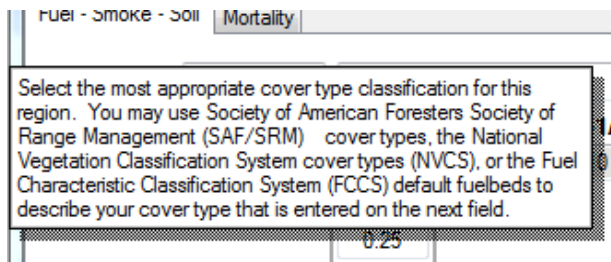 Fuel - Smoke - Soil Mortality
Select the most appropriate cover type classification for this
region. You may use Society of American Foresters Society of
Range Management (SAF/SRM) cover types, the National
Vegetation Classification System cover types (NVCS), or the Fuel
Characteristic Classification System (FCCS) default fuelbeds to
describe your cover type that is entered on the next field.
0.25